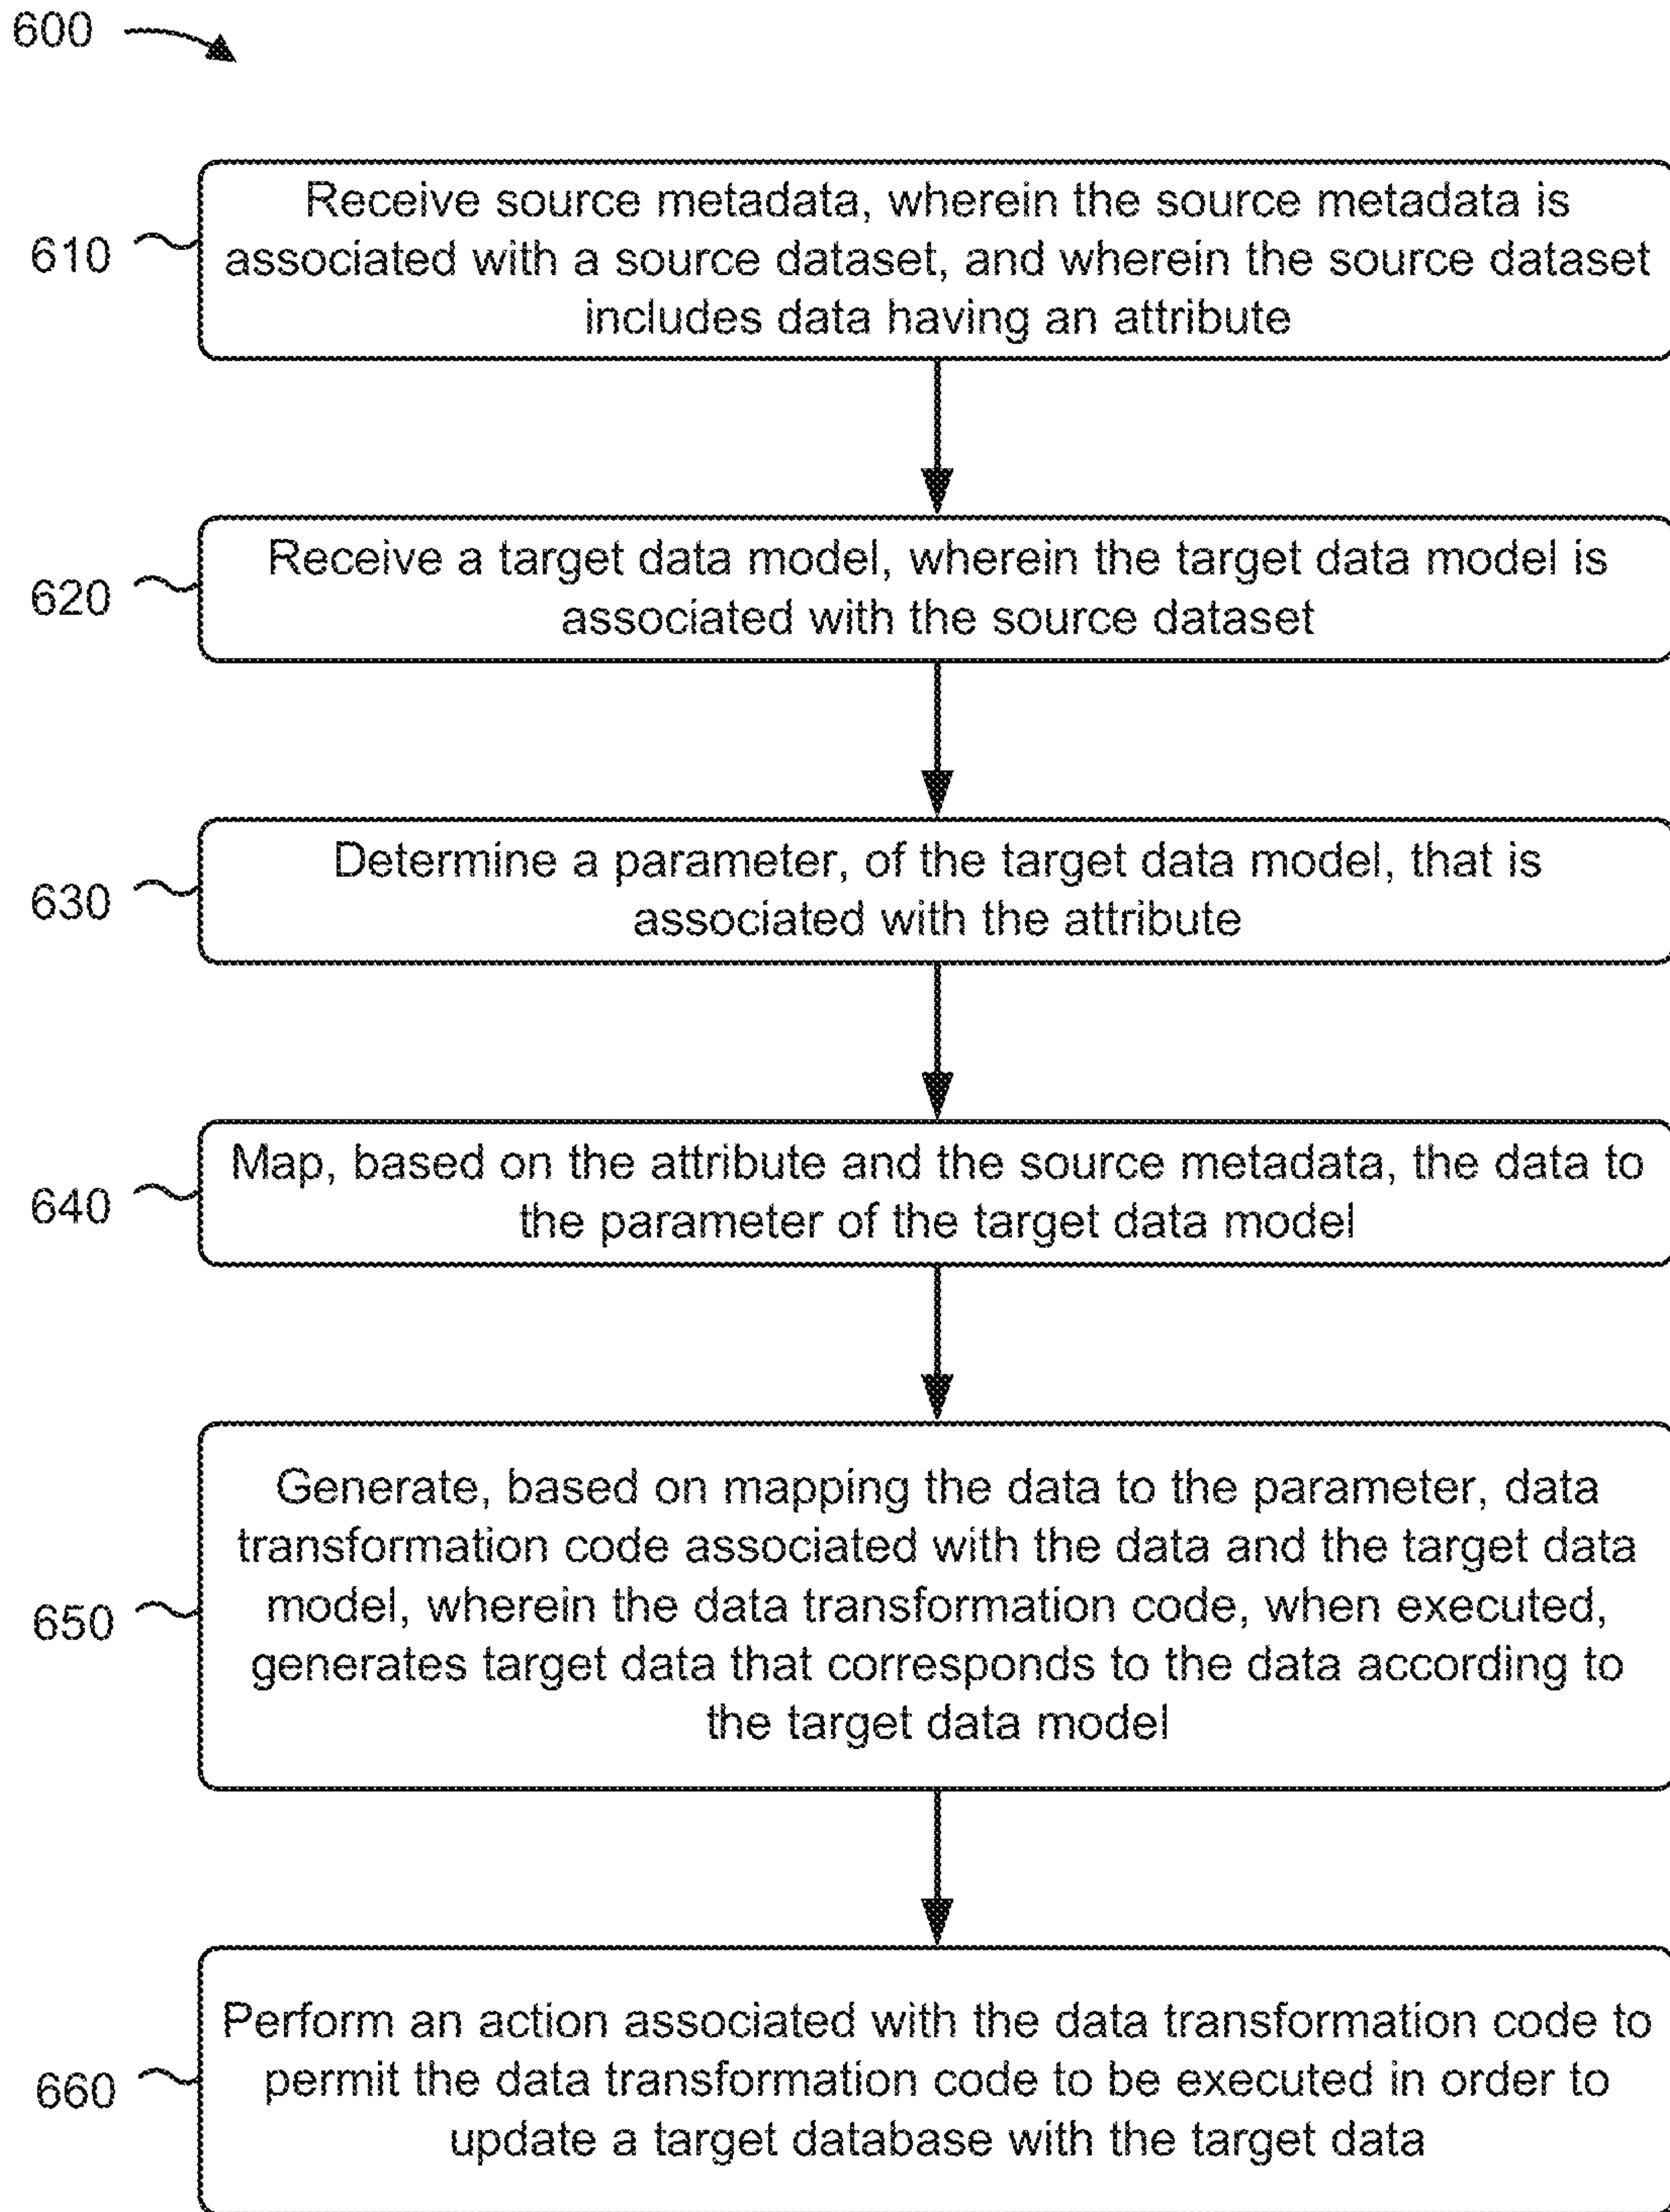 600
610
Receive source metadata, wherein the source metadata is
associated with a source dataset, and wherein the source dataset
includes data having an attribute
620
Receive a target data model, wherein the target data model is
associated with the source dataset
630
Determine a parameter, of the target data model, that is
associated with the attribute
640
Map, based on the attribute and the source metadata, the data to
the parameter of the target data model
650
Generate, based on mapping the data to the parameter, data
transformation code associated with the data and the target data
model, wherein the data transformation code, when executed,
generates target data that corresponds to the data according to
the target data model
660
Perform an action associated with the data transformation code to
permit the data transformation code to be executed in order to
update a target database with the target data